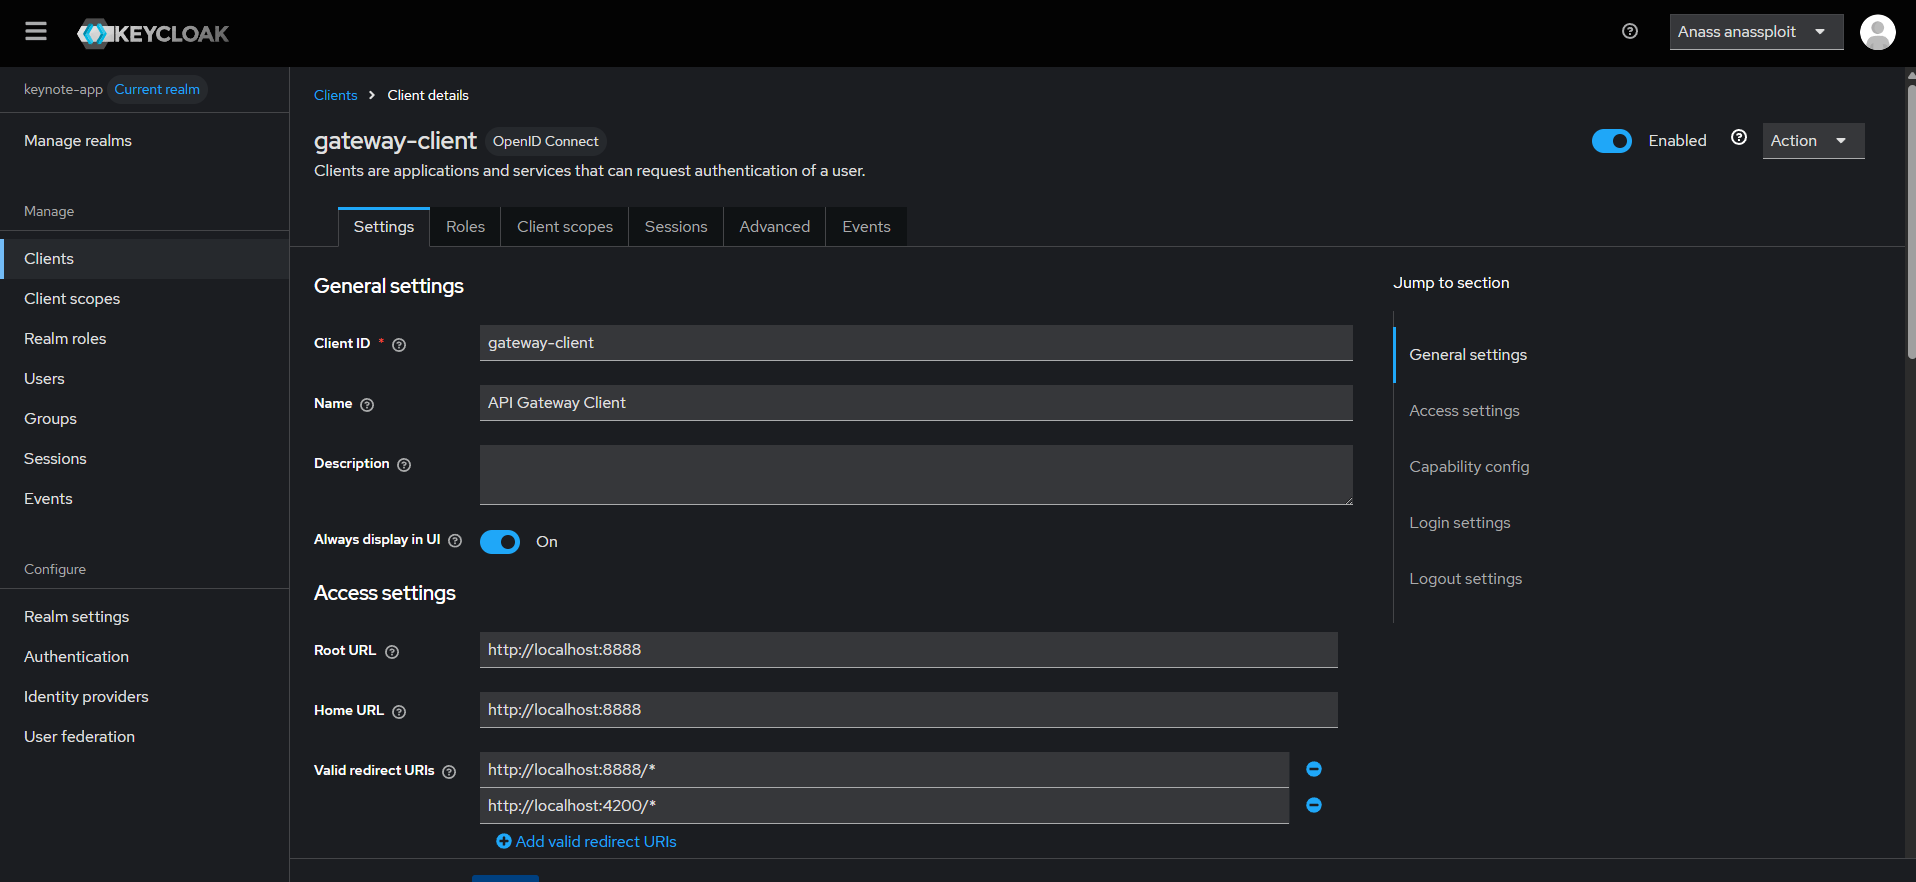 KEYCLOAK
Anass anassploit
keynote-app Current realm
Manage realms
Manage
Clients
Client scopes
Realm roles
Users
Groups
Sessions
Events
Configure
Realm settings
Authentication
Identity providers
User federation
Clients > Client details
gateway-client OpenID Connect
Clients are applications and services that can request authentication of a user.
Enabled
Action
Settings Roles Client scopes Sessions Advanced Events
General settings
Client ID *
gateway-client
Name
API Gateway Client
Description
Always display in UI
On
Access settings
Root URL
http://localhost:8888
Home URL
http://localhost:8888
Valid redirect URIs
http://localhost:8888/*
http://localhost:4200/*
Add valid redirect URIs
Jump to section
General settings
Access settings
Capability config
Login settings
Logout settings